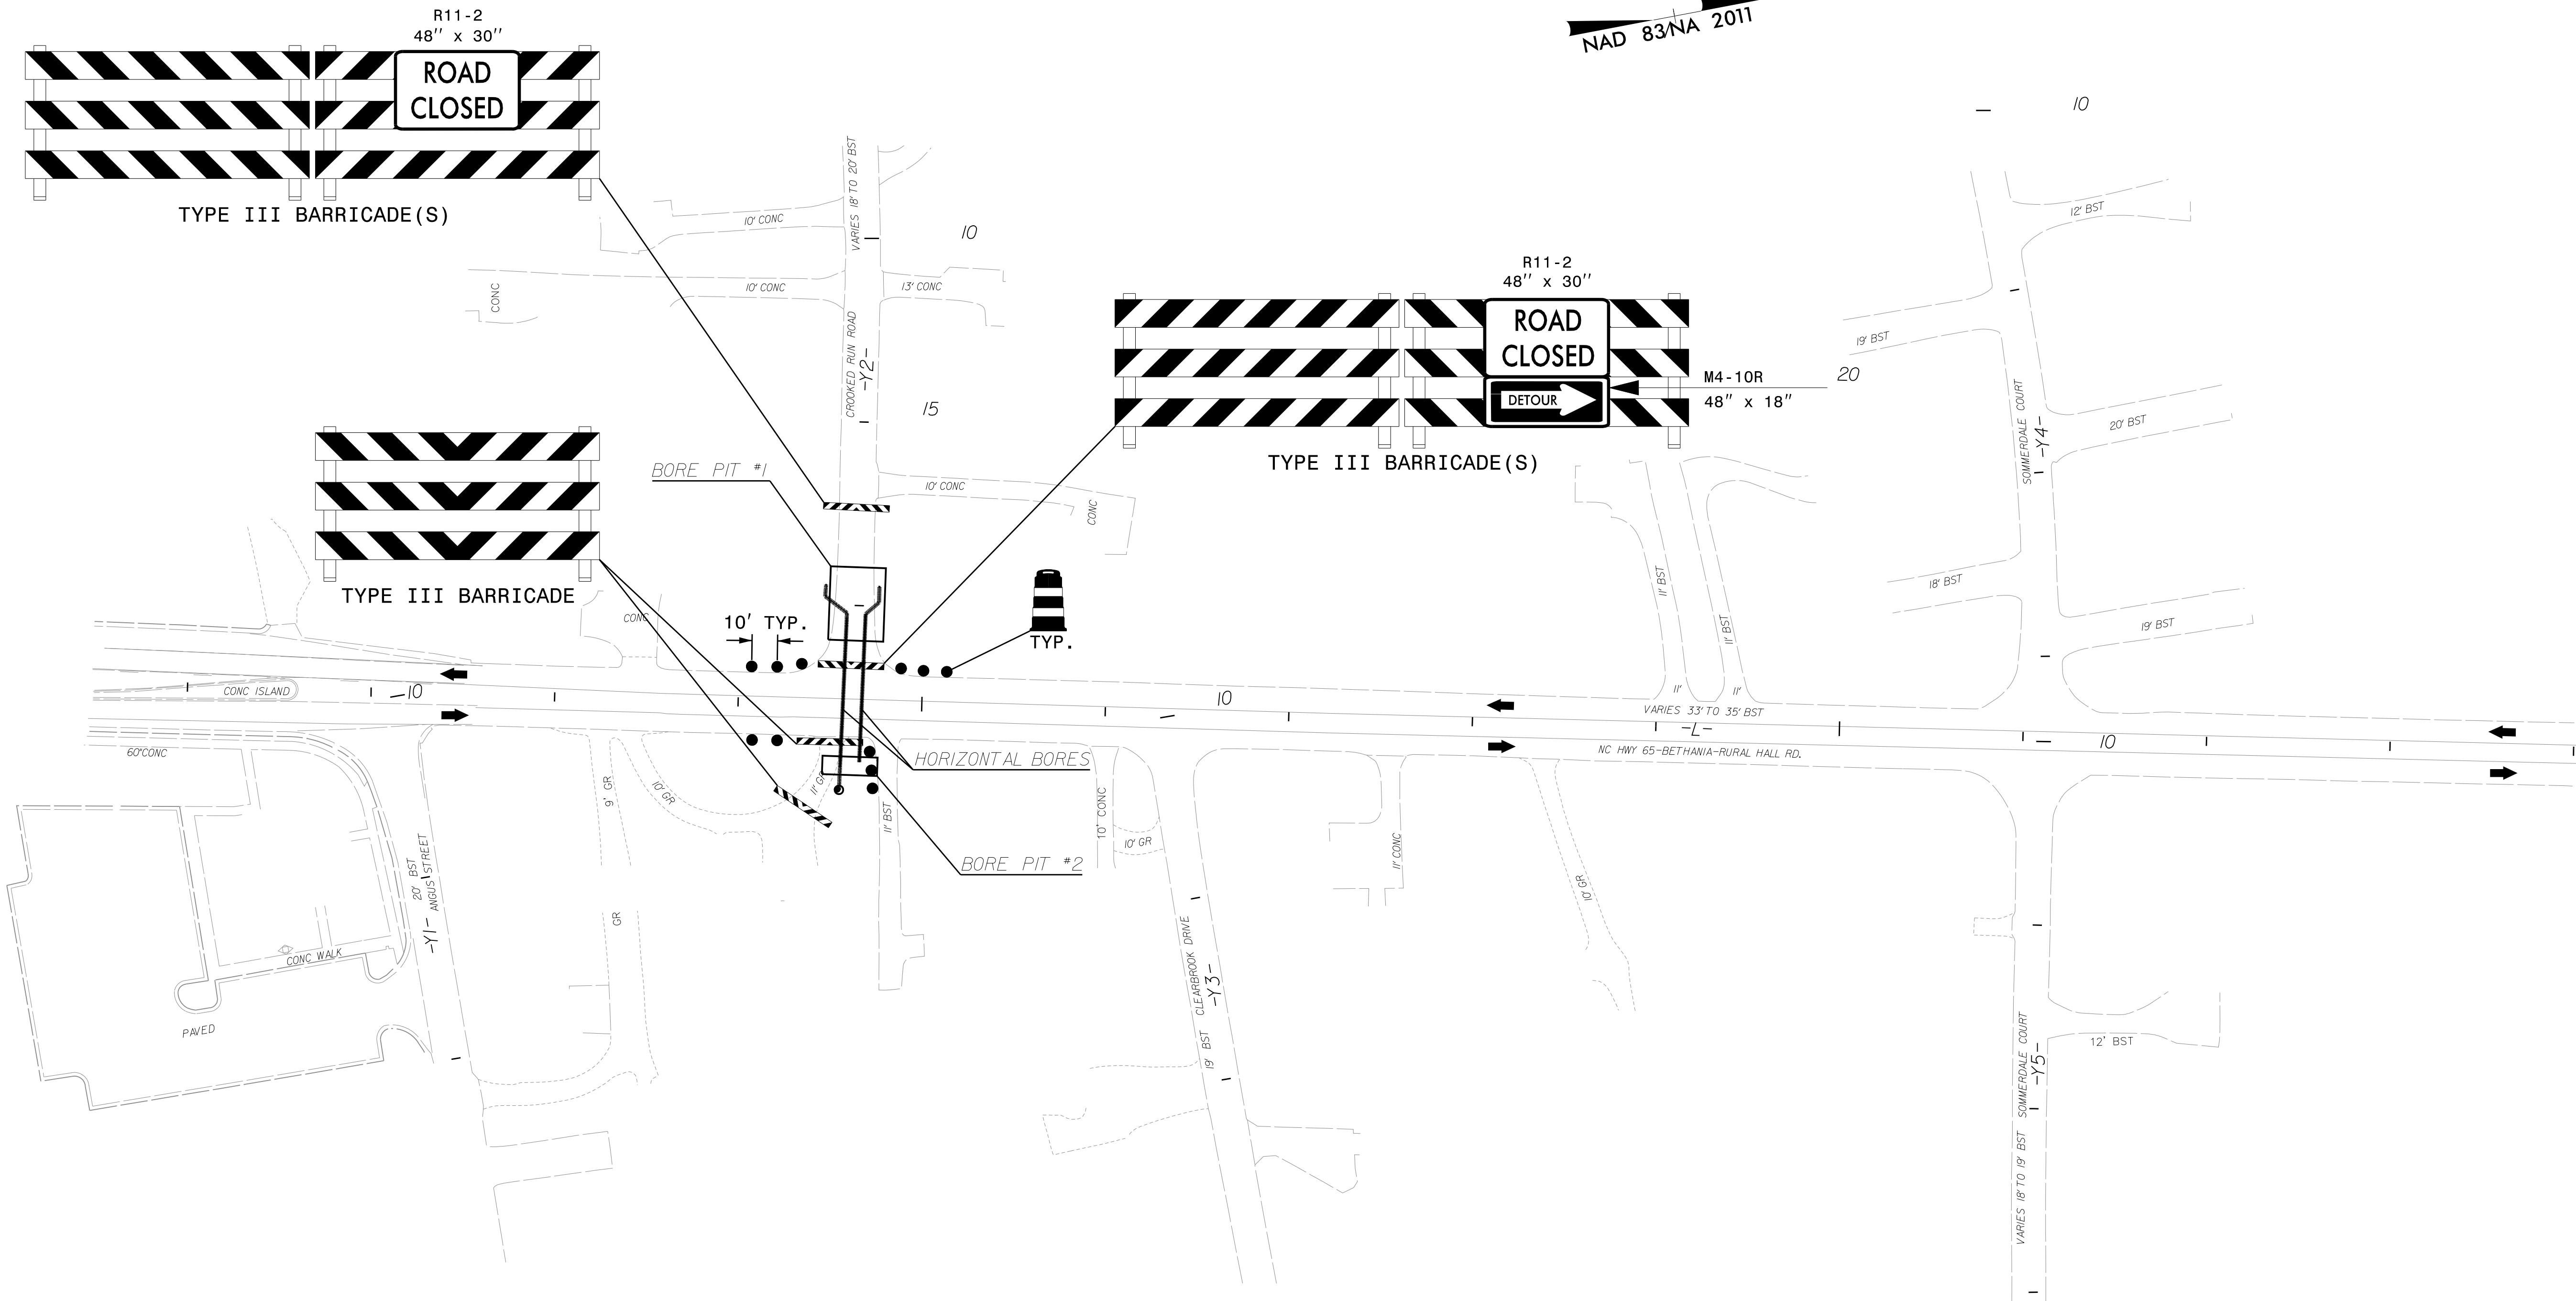 R11-2
48" x 30"
ROAD
CLOSED
TYPE III BARRICADE(S)
NAD 83/NA 2011
10
VARIES 18' TO 20' BST
10' CONC
10
12' BST
CONC
10' CONC
13' CONC
R11-2
48" x 30"
ROAD
CLOSED
DETOUR
M4-10R
48" x 18"
20
TYPE III BARRICADE(S)
CROOKED RUN ROAD
-Y2-
15
19' BST
SOMMERDALE COURT
-Y4-
20' BST
TYPE III BARRICADE
BORE PIT #1
10' CONC
CONC
11' BST
11' BST
18' BST
19' BST
CONC
10' TYP.
TYP.
CONC ISLAND
10
10
11'
11'
VARIES 33' TO 35' BST
-L-
NC HWY 65-BETHANIA-RURAL HALL RD.
10
60" CONC
HORIZONTAL BORES
9' GR
10' GR
11' GR
11' BST
10' CONC
10' GR
11' CONC
10' GR
BORE PIT #2
20' BST
ANGUS STREET
-Y1-
GR
CONC WALK
PAVED
19' BST
CLEARBROOK DRIVE
-Y3-
12' BST
VARIES 18' TO 19' BST
SOMMERDALE COURT
-Y5-